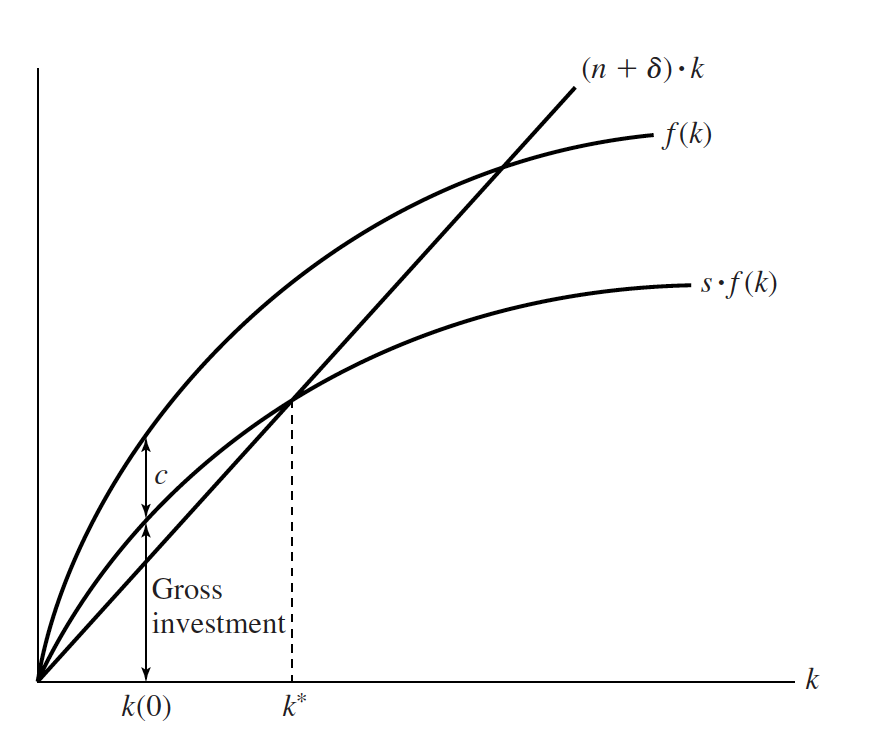 (n + δ) · k
f(k)
s · f(k)
c
Gross
investment
k
k(0)
k*